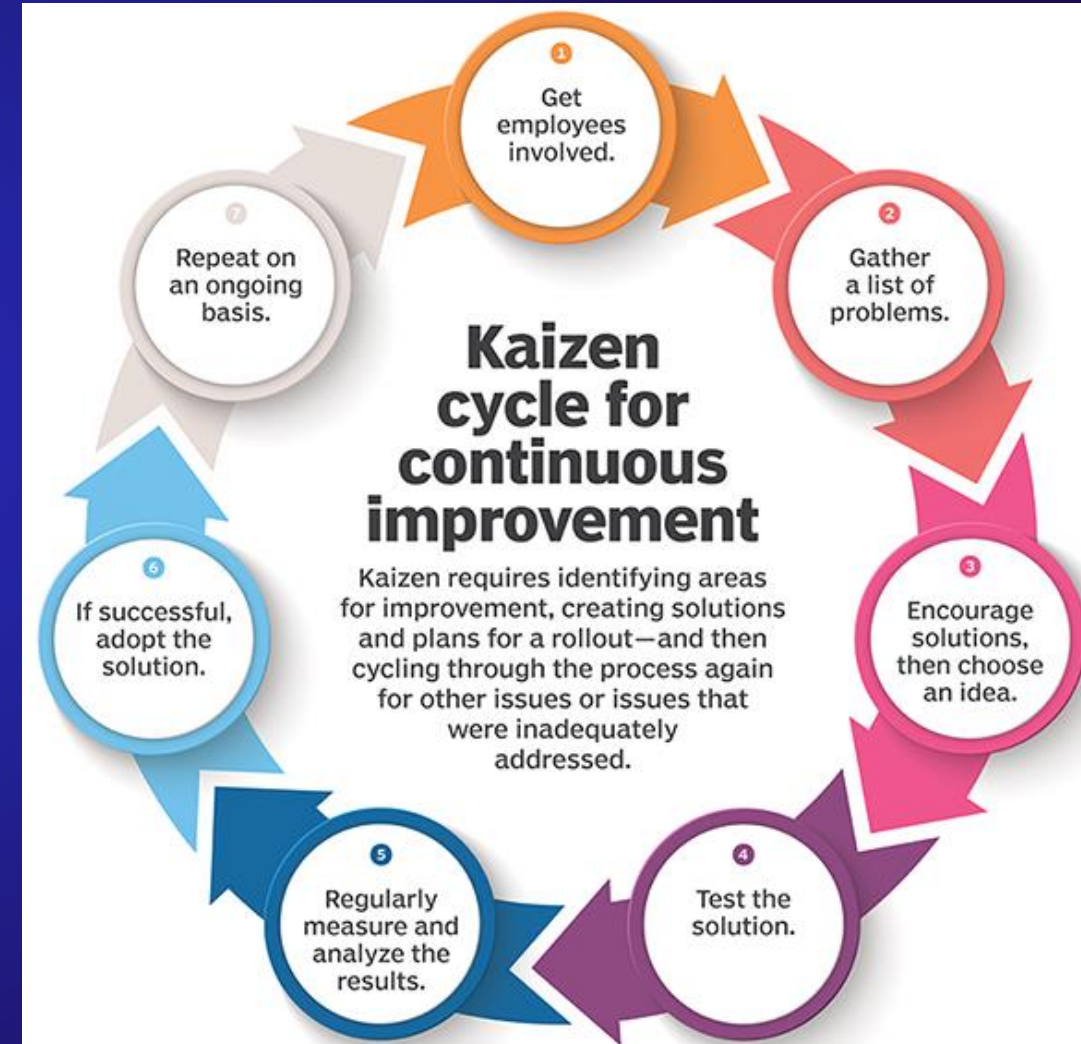 1
Get
employees
involved.
2
Gather
a list of
problems.
3
Encourage
solutions,
then choose
an idea.
4
Test the
solution.
5
Regularly
measure and
analyze the
results.
6
If successful,
adopt the
solution.
7
Repeat on
an ongoing
basis.
Kaizen
cycle for
continuous
improvement
Kaizen requires identifying areas
for improvement, creating solutions
and plans for a rollout—and then
cycling through the process again
for other issues or issues that
were inadequately
addressed.